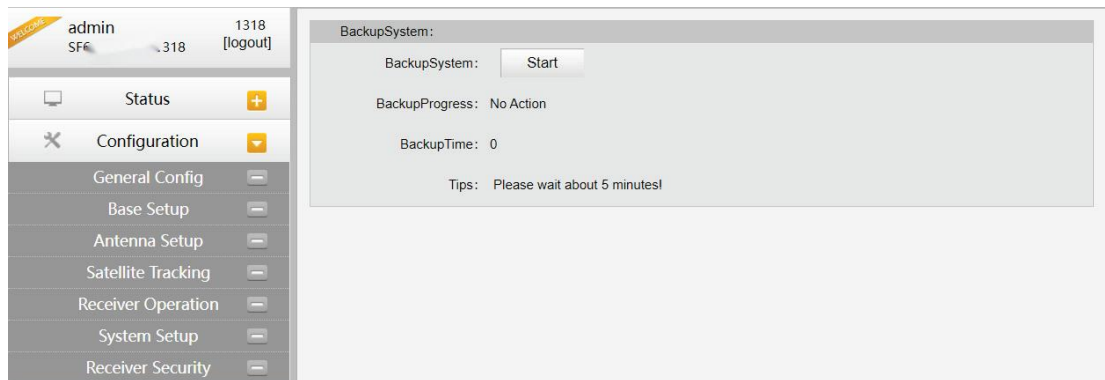 WELCOME
admin
1318
SF6 318
[logout]
Status
Configuration
General Config
Base Setup
Antenna Setup
Satellite Tracking
Receiver Operation
System Setup
Receiver Security
BackupSystem:
BackupSystem: Start
BackupProgress: No Action
BackupTime: 0
Tips: Please wait about 5 minutes!